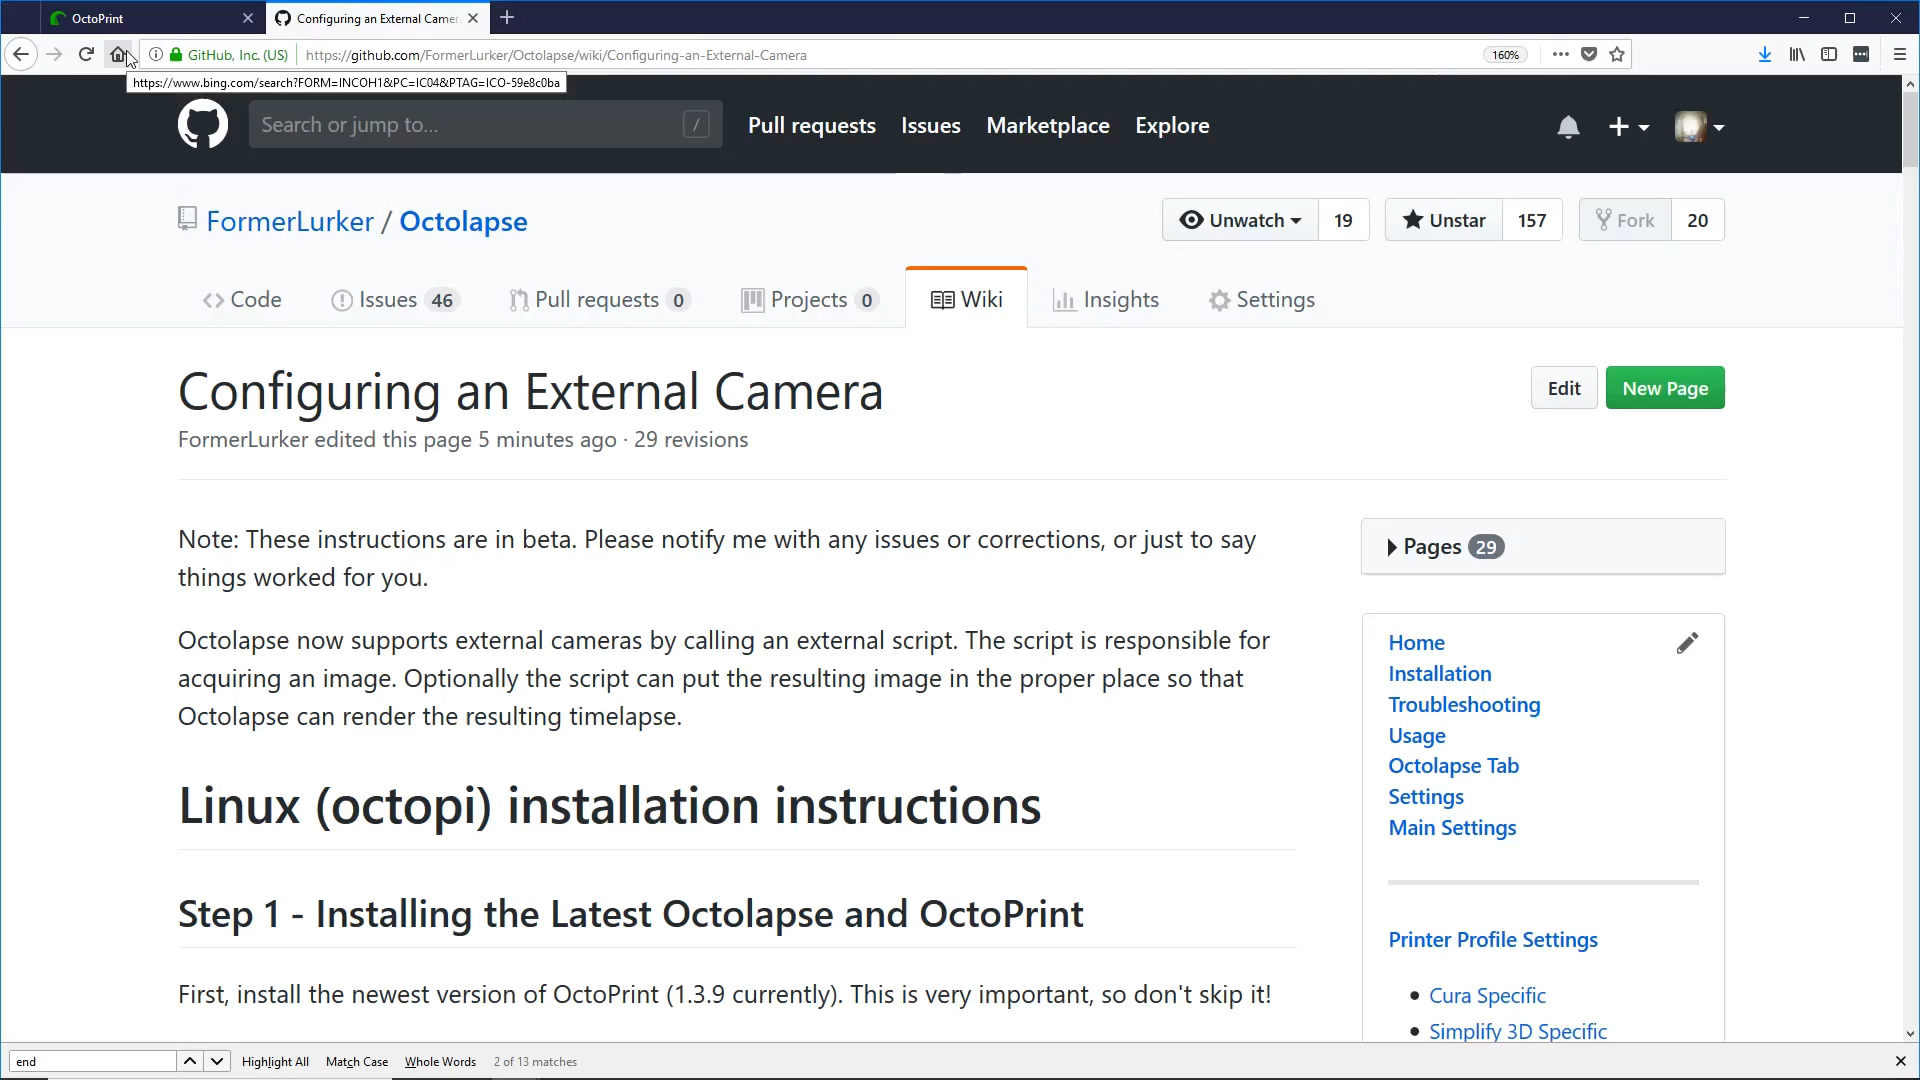 OctoPrint
Configuring an External Camer
GitHub, Inc. (US) https://github.com/FormerLurker/Octolapse/wiki/Configuring-an-External-Camera 160%
https://www.bing.com/search?FORM=INCOH1&PC=IC04&PTAG=ICO-59e8c0ba
Search or jump to... / Pull requests Issues Marketplace Explore
FormerLurker / Octolapse Unwatch 19 Unstar 157 Fork 20
Code Issues 46 Pull requests 0 Projects 0 Wiki Insights Settings
Configuring an External Camera
Edit New Page
FormerLurker edited this page 5 minutes ago · 29 revisions
Note: These instructions are in beta. Please notify me with any issues or corrections, or just to say
things worked for you.
Octolapse now supports external cameras by calling an external script. The script is responsible for
acquiring an image. Optionally the script can put the resulting image in the proper place so that
Octolapse can render the resulting timelapse.
Linux (octopi) installation instructions
Step 1 - Installing the Latest Octolapse and OctoPrint
First, install the newest version of OctoPrint (1.3.9 currently). This is very important, so don't skip it!
Pages 29
Home
Installation
Troubleshooting
Usage
Octolapse Tab
Settings
Main Settings
Printer Profile Settings
Cura Specific
Simplify 3D Specific
end Highlight All Match Case Whole Words 2 of 13 matches